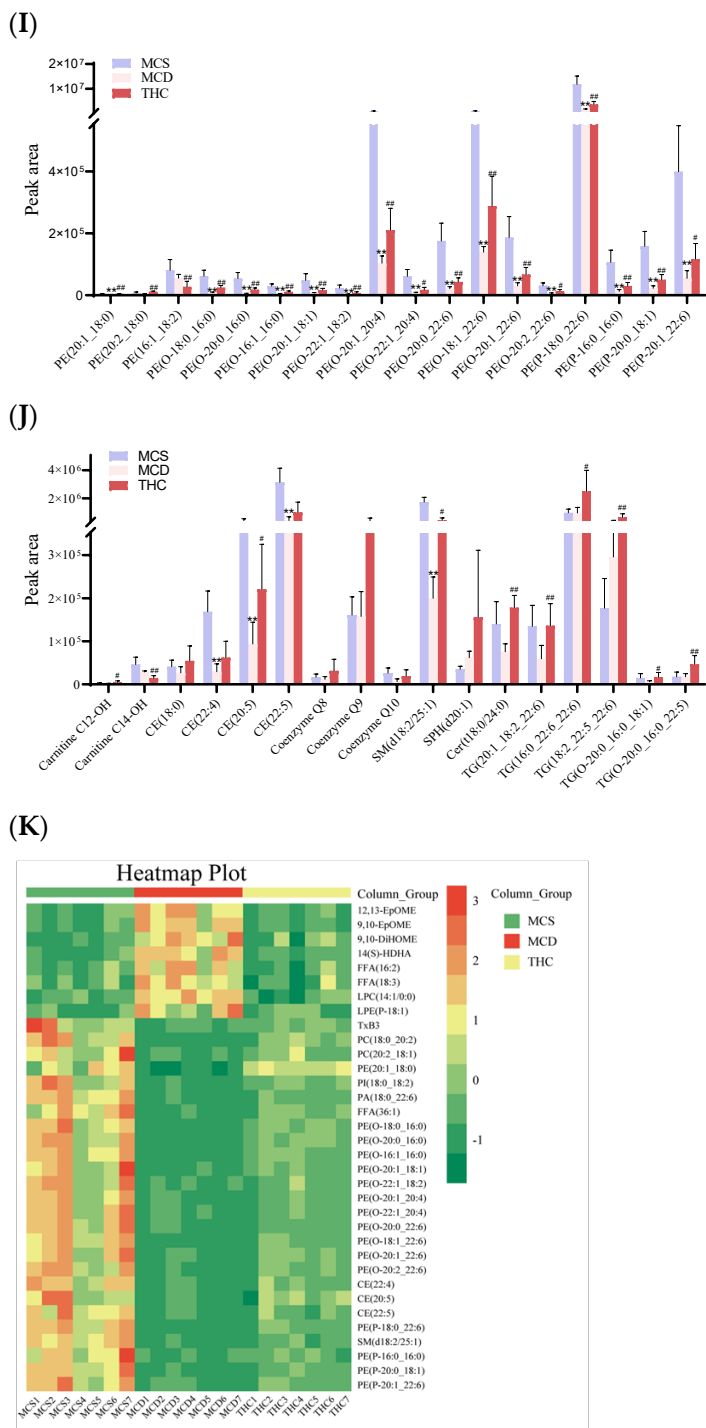 (I)
MCS
MCD
THC
2×10⁷
1×10⁷
4×10⁵
2×10⁵
0
Peak area
** ## ## ## ** ## ** ## ** ## ** ## ** ## ** ## ** # ** ## ** ## ** ## ** # ** ## ** ## ** ## ** #
PE(20:1_18:0)
PE(20:2_18:0)
PE(16:1_18:2)
PE(O-18:0_16:0)
PE(O-20:0_16:0)
PE(O-16:1_16:0)
PE(O-20:1_18:1)
PE(O-22:1_18:2)
PE(O-20:1_20:4)
PE(O-22:1_20:4)
PE(O-20:0_22:6)
PE(O-18:1_22:6)
PE(O-20:1_22:6)
PE(O-20:2_22:6)
PE(P-18:0_22:6)
PE(P-16:0_16:0)
PE(P-20:0_18:1)
PE(P-20:1_22:6)
(J)
MCS
MCD
THC
4×10⁶
2×10⁶
3×10⁵
2×10⁵
1×10⁵
0
Peak area
# ## ** ** # ** ** # ## ## # ## # ##
Carnitine C12-OH
Carnitine C14-OH
CE(18:0)
CE(22:4)
CE(20:5)
CE(22:5)
Coenzyme Q8
Coenzyme Q9
Coenzyme Q10
SM(d18:2/25:1)
SPH(d20:1)
Cer(t18:0/24:0)
TG(20:1_18:2_22:6)
TG(16:0_22:6_22:6)
TG(18:2_22:5_22:6)
TG(O-20:0_16:0_18:1)
TG(O-20:0_16:0_22:5)
(K)
Heatmap Plot
Column_Group
12,13-EpOME
9,10-EpOME
9,10-DiHOME
14(S)-HDHA
FFA(16:2)
FFA(18:3)
LPC(14:1/0:0)
LPE(P-18:1)
TxB3
PC(18:0_20:2)
PC(20:2_18:1)
PE(20:1_18:0)
PI(18:0_18:2)
PA(18:0_22:6)
FFA(36:1)
PE(O-18:0_16:0)
PE(O-20:0_16:0)
PE(O-16:1_16:0)
PE(O-20:1_18:1)
PE(O-22:1_18:2)
PE(O-20:1_20:4)
PE(O-22:1_20:4)
PE(O-20:0_22:6)
PE(O-18:1_22:6)
PE(O-20:1_22:6)
PE(O-20:2_22:6)
CE(22:4)
CE(20:5)
CE(22:5)
PE(P-18:0_22:6)
SM(d18:2/25:1)
PE(P-16:0_16:0)
PE(P-20:0_18:1)
PE(P-20:1_22:6)
MCS1
MCS2
MCS3
MCS4
MCS5
MCS6
MCS7
MCD1
MCD2
MCD3
MCD4
MCD5
MCD6
MCD7
THC1
THC2
THC3
THC4
THC5
THC6
THC7
3
2
1
0
-1
Column_Group
MCS
MCD
THC